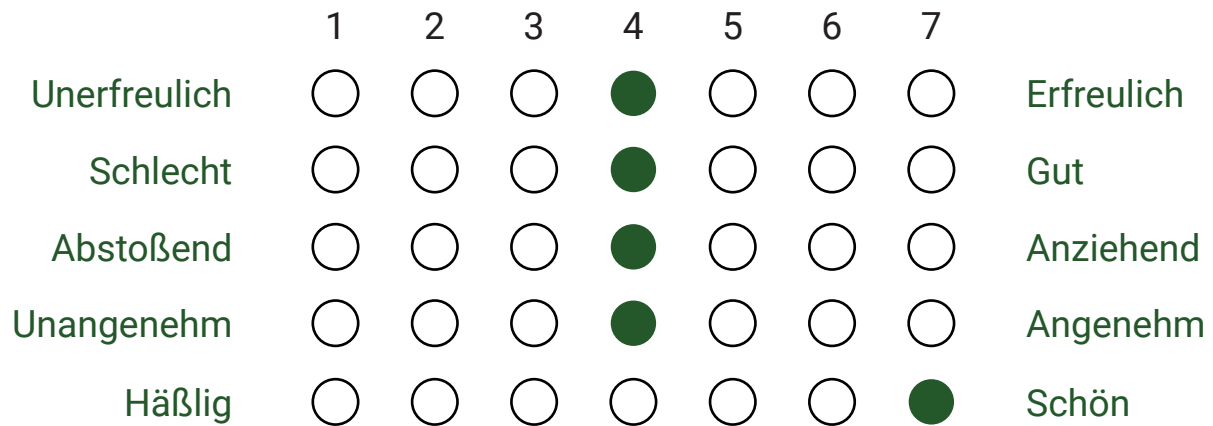 1 2 3 4 5 6 7
Unerfreulich Erfreulich
Schlecht Gut
Abstoßend Anziehend
Unangenehm Angenehm
Häßlig Schön